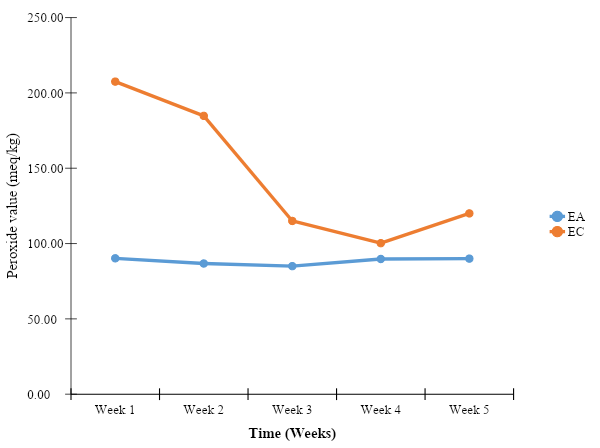 250.00
200.00
150.00
100.00
50.00
0.00
Peroxide value (meq/kg)
Week 1 Week 2 Week 3 Week 4 Week 5
Time (Weeks)
EA
EC